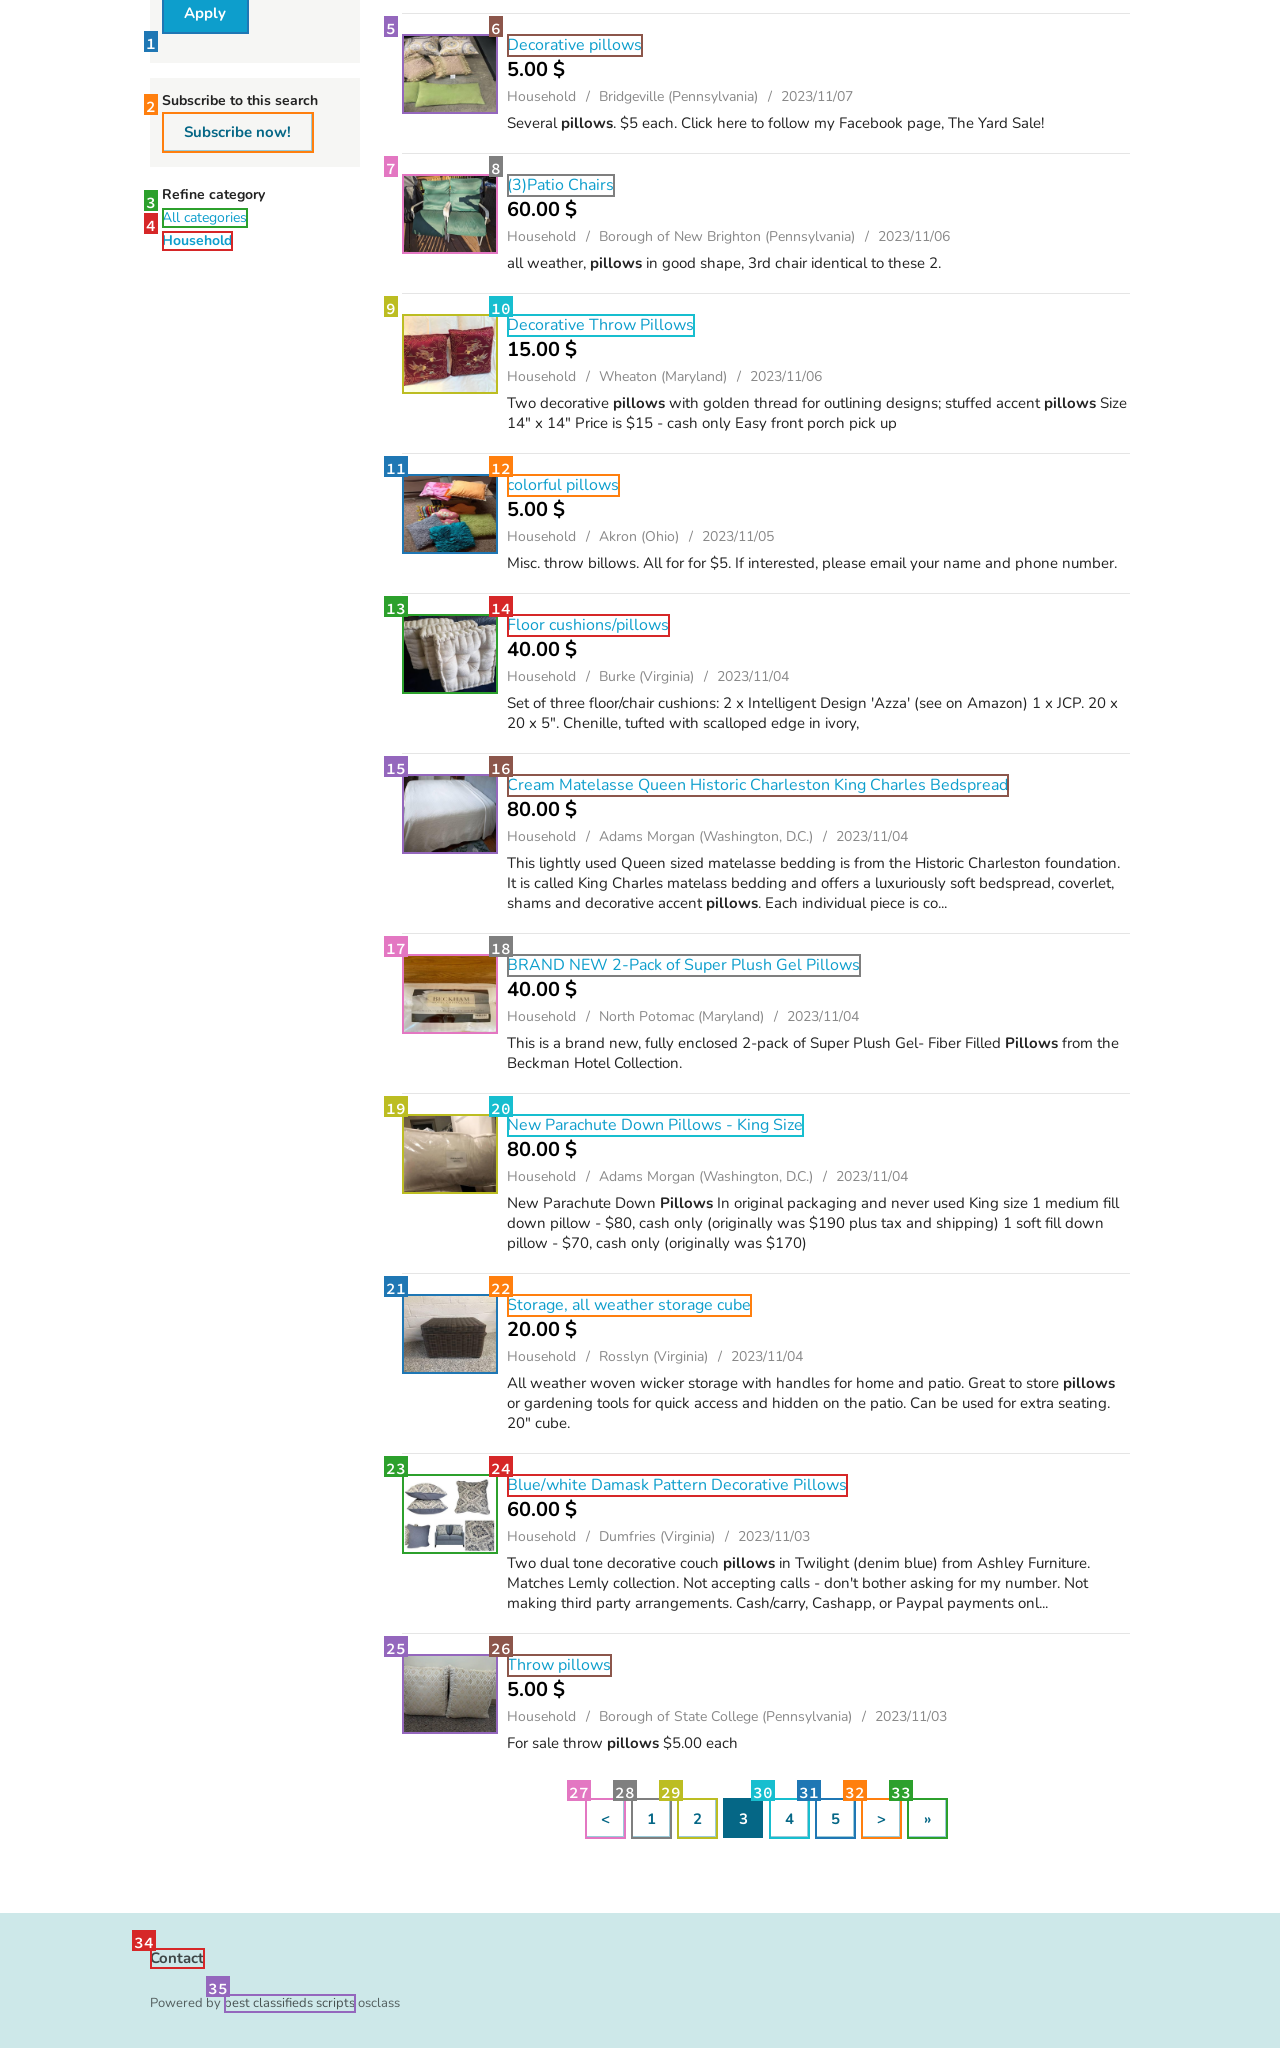 Apply
1
2
Subscribe to this search
Subscribe now!
3
Refine category
4
All categories
Household
5
6
Decorative pillows
5.00 $
Household / Bridgeville (Pennsylvania) / 2023/11/07
Several pillows. $5 each. Click here to follow my Facebook page, The Yard Sale!
7
8
(3)Patio Chairs
60.00 $
Household / Borough of New Brighton (Pennsylvania) / 2023/11/06
all weather, pillows in good shape, 3rd chair identical to these 2.
9
10
Decorative Throw Pillows
15.00 $
Household / Wheaton (Maryland) / 2023/11/06
Two decorative pillows with golden thread for outlining designs; stuffed accent pillows Size
14" x 14" Price is $15 - cash only Easy front porch pick up
11
12
colorful pillows
5.00 $
Household / Akron (Ohio) / 2023/11/05
Misc. throw billows. All for for $5. If interested, please email your name and phone number.
13
14
Floor cushions/pillows
40.00 $
Household / Burke (Virginia) / 2023/11/04
Set of three floor/chair cushions: 2 x Intelligent Design 'Azza' (see on Amazon) 1 x JCP. 20 x
20 x 5". Chenille, tufted with scalloped edge in ivory,
15
16
Cream Matelasse Queen Historic Charleston King Charles Bedspread
80.00 $
Household / Adams Morgan (Washington, D.C.) / 2023/11/04
This lightly used Queen sized matelasse bedding is from the Historic Charleston foundation.
It is called King Charles matelass bedding and offers a luxuriously soft bedspread, coverlet,
shams and decorative accent pillows. Each individual piece is co...
17
18
BRAND NEW 2-Pack of Super Plush Gel Pillows
40.00 $
Household / North Potomac (Maryland) / 2023/11/04
This is a brand new, fully enclosed 2-pack of Super Plush Gel- Fiber Filled Pillows from the
Beckman Hotel Collection.
BECKHAM
19
20
New Parachute Down Pillows - King Size
80.00 $
Household / Adams Morgan (Washington, D.C.) / 2023/11/04
New Parachute Down Pillows In original packaging and never used King size 1 medium fill
down pillow - $80, cash only (originally was $190 plus tax and shipping) 1 soft fill down
pillow - $70, cash only (originally was $170)
21
22
Storage, all weather storage cube
20.00 $
Household / Rosslyn (Virginia) / 2023/11/04
All weather woven wicker storage with handles for home and patio. Great to store pillows
or gardening tools for quick access and hidden on the patio. Can be used for extra seating.
20" cube.
23
24
Blue/white Damask Pattern Decorative Pillows
60.00 $
Household / Dumfries (Virginia) / 2023/11/03
Two dual tone decorative couch pillows in Twilight (denim blue) from Ashley Furniture.
Matches Lemly collection. Not accepting calls - don't bother asking for my number. Not
making third party arrangements. Cash/carry, Cashapp, or Paypal payments onl...
25
26
Throw pillows
5.00 $
Household / Borough of State College (Pennsylvania) / 2023/11/03
For sale throw pillows $5.00 each
27 28 29 30 31 32 33
< 1 2 3 4 5 > »
34
Contact
35
Powered by best classifieds scripts osclass